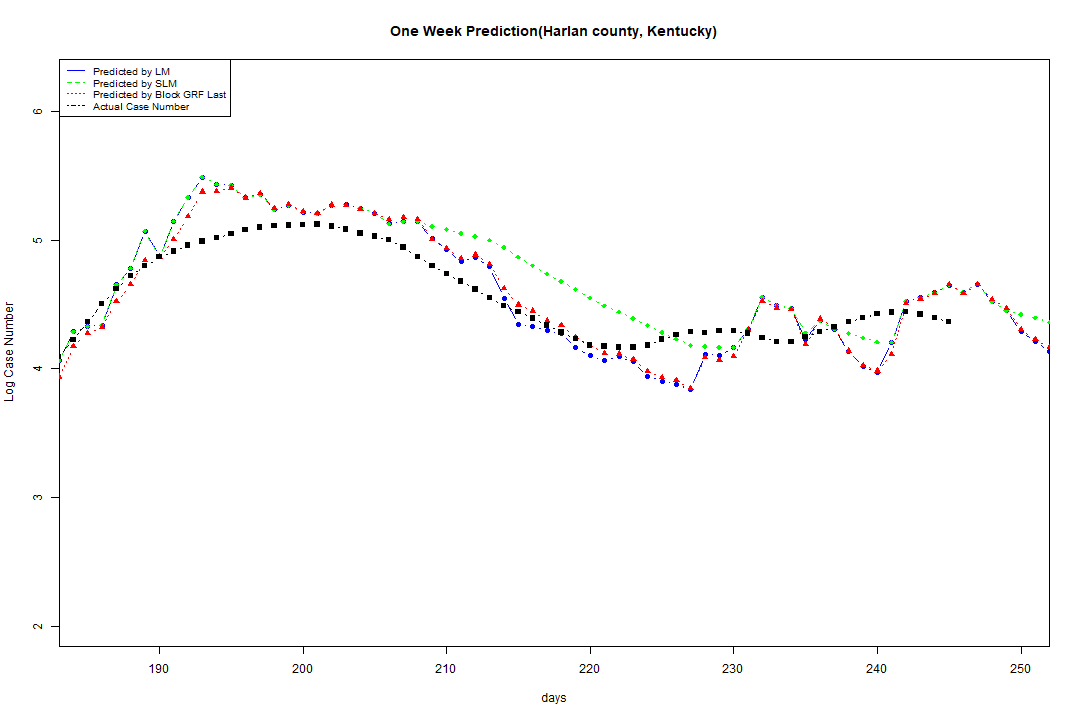 One Week Prediction(Harlan county, Kentucky)
Predicted by LM
Predicted by SLM
Predicted by Block GRF Last
Actual Case Number
6
5
4
3
2
Log Case Number
190 200 210 220 230 240 250
days